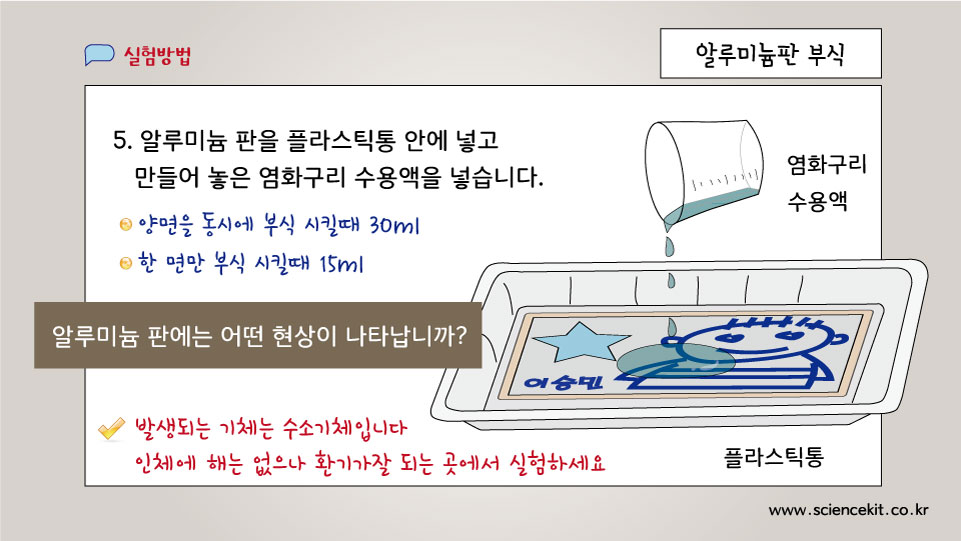 실험방법
알루미늄판 부식
5. 알루미늄 판을 플라스틱통 안에 넣고
만들어 놓은 염화구리 수용액을 넣습니다.
양면을 동시에 부식 시킬때 30ml
한 면만 부식 시킬때 15ml
염화구리
수용액
알루미늄 판에는 어떤 현상이 나타납니까?
이승민
발생되는 기체는 수소기체입니다
인체에 해는 없으나 환기가잘 되는 곳에서 실험하세요
플라스틱통
www.sciencekit.co.kr